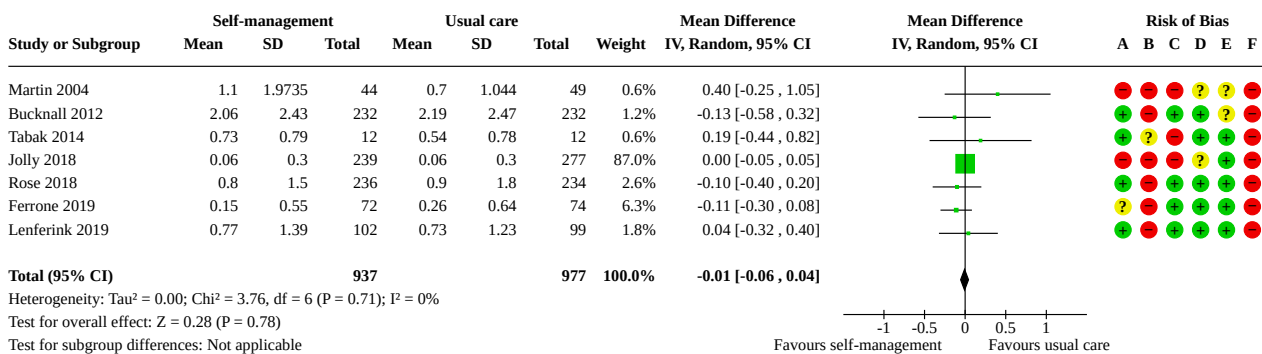 Self-management Usual care Mean Difference Mean Difference Risk of Bias
Study or Subgroup Mean SD Total Mean SD Total Weight IV, Random, 95% CI IV, Random, 95% CI A B C D E F
Martin 2004 1.1 1.9735 44 0.7 1.044 49 0.6% 0.40 [-0.25 , 1.05] − − − ? ? −
Bucknall 2012 2.06 2.43 232 2.19 2.47 232 1.2% -0.13 [-0.58 , 0.32] + − + + ? −
Tabak 2014 0.73 0.79 12 0.54 0.78 12 0.6% 0.19 [-0.44 , 0.82] + ? − + + −
Jolly 2018 0.06 0.3 239 0.06 0.3 277 87.0% 0.00 [-0.05 , 0.05] − − − ? + −
Rose 2018 0.8 1.5 236 0.9 1.8 234 2.6% -0.10 [-0.40 , 0.20] + − + + + −
Ferrone 2019 0.15 0.55 72 0.26 0.64 74 6.3% -0.11 [-0.30 , 0.08] ? − + + + −
Lenferink 2019 0.77 1.39 102 0.73 1.23 99 1.8% 0.04 [-0.32 , 0.40] + − + + + −
Total (95% CI) 937 977 100.0% -0.01 [-0.06 , 0.04]
Heterogeneity: Tau² = 0.00; Chi² = 3.76, df = 6 (P = 0.71); I² = 0%
Test for overall effect: Z = 0.28 (P = 0.78)
-1 -0.5 0 0.5 1
Test for subgroup differences: Not applicable Favours self-management Favours usual care